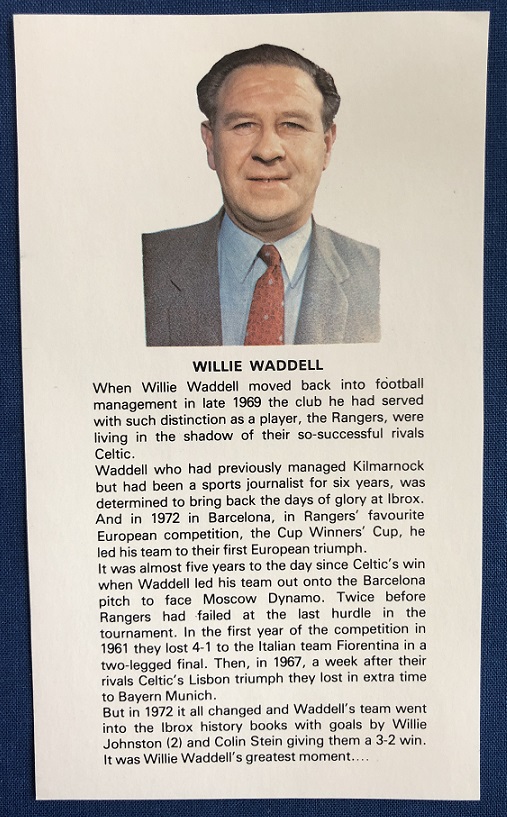 WILLIE WADDELL
When Willie Waddell moved back into football
management in late 1969 the club he had served
with such distinction as a player, the Rangers, were
living in the shadow of their so-successful rivals
Celtic.
Waddell who had previously managed Kilmarnock
but had been a sports journalist for six years, was
determined to bring back the days of glory at Ibrox.
And in 1972 in Barcelona, in Rangers' favourite
European competition, the Cup Winners' Cup, he
led his team to their first European triumph.
It was almost five years to the day since Celtic's win
when Waddell led his team out onto the Barcelona
pitch to face Moscow Dynamo. Twice before
Rangers had failed at the last hurdle in the
tournament. In the first year of the competition in
1961 they lost 4-1 to the Italian team Fiorentina in a
two-legged final. Then, in 1967, a week after their
rivals Celtic's Lisbon triumph they lost in extra time
to Bayern Munich.
But in 1972 it all changed and Waddell's team went
into the Ibrox history books with goals by Willie
Johnston (2) and Colin Stein giving them a 3-2 win.
It was Willie Waddell's greatest moment....